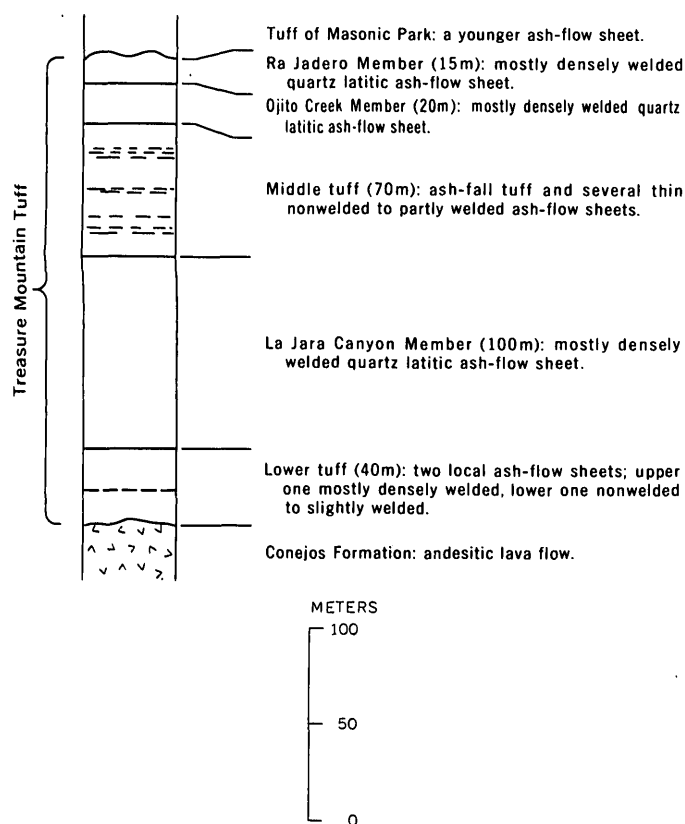 Tuff of Masonic Park: a younger ash-flow sheet.
Ra Jadero Member (15m): mostly densely welded
quartz latitic ash-flow sheet.
Ojito Creek Member (20m): mostly densely welded quartz
latitic ash-flow sheet.
Middle tuff (70m): ash-fall tuff and several thin
nonwelded to partly welded ash-flow sheets.
Treasure Mountain Tuff
La Jara Canyon Member (100m): mostly densely
welded quartz latitic ash-flow sheet.
Lower tuff (40m): two local ash-flow sheets; upper
one mostly densely welded, lower one nonwelded
to slightly welded.
Conejos Formation: andesitic lava flow.
METERS
100
50
0